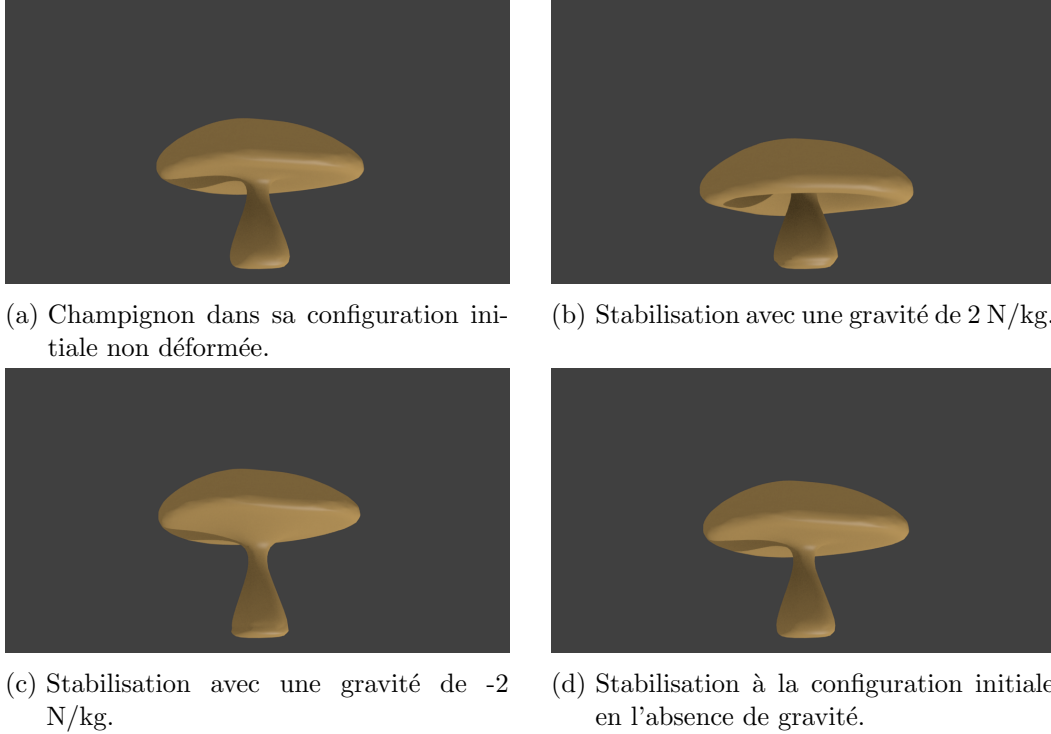 (a) Champignon dans sa configuration ini-
tiale non déformée.
(b) Stabilisation avec une gravité de 2 N/kg.
(c) Stabilisation avec une gravité de -2
N/kg.
(d) Stabilisation à la configuration initiale
en l'absence de gravité.